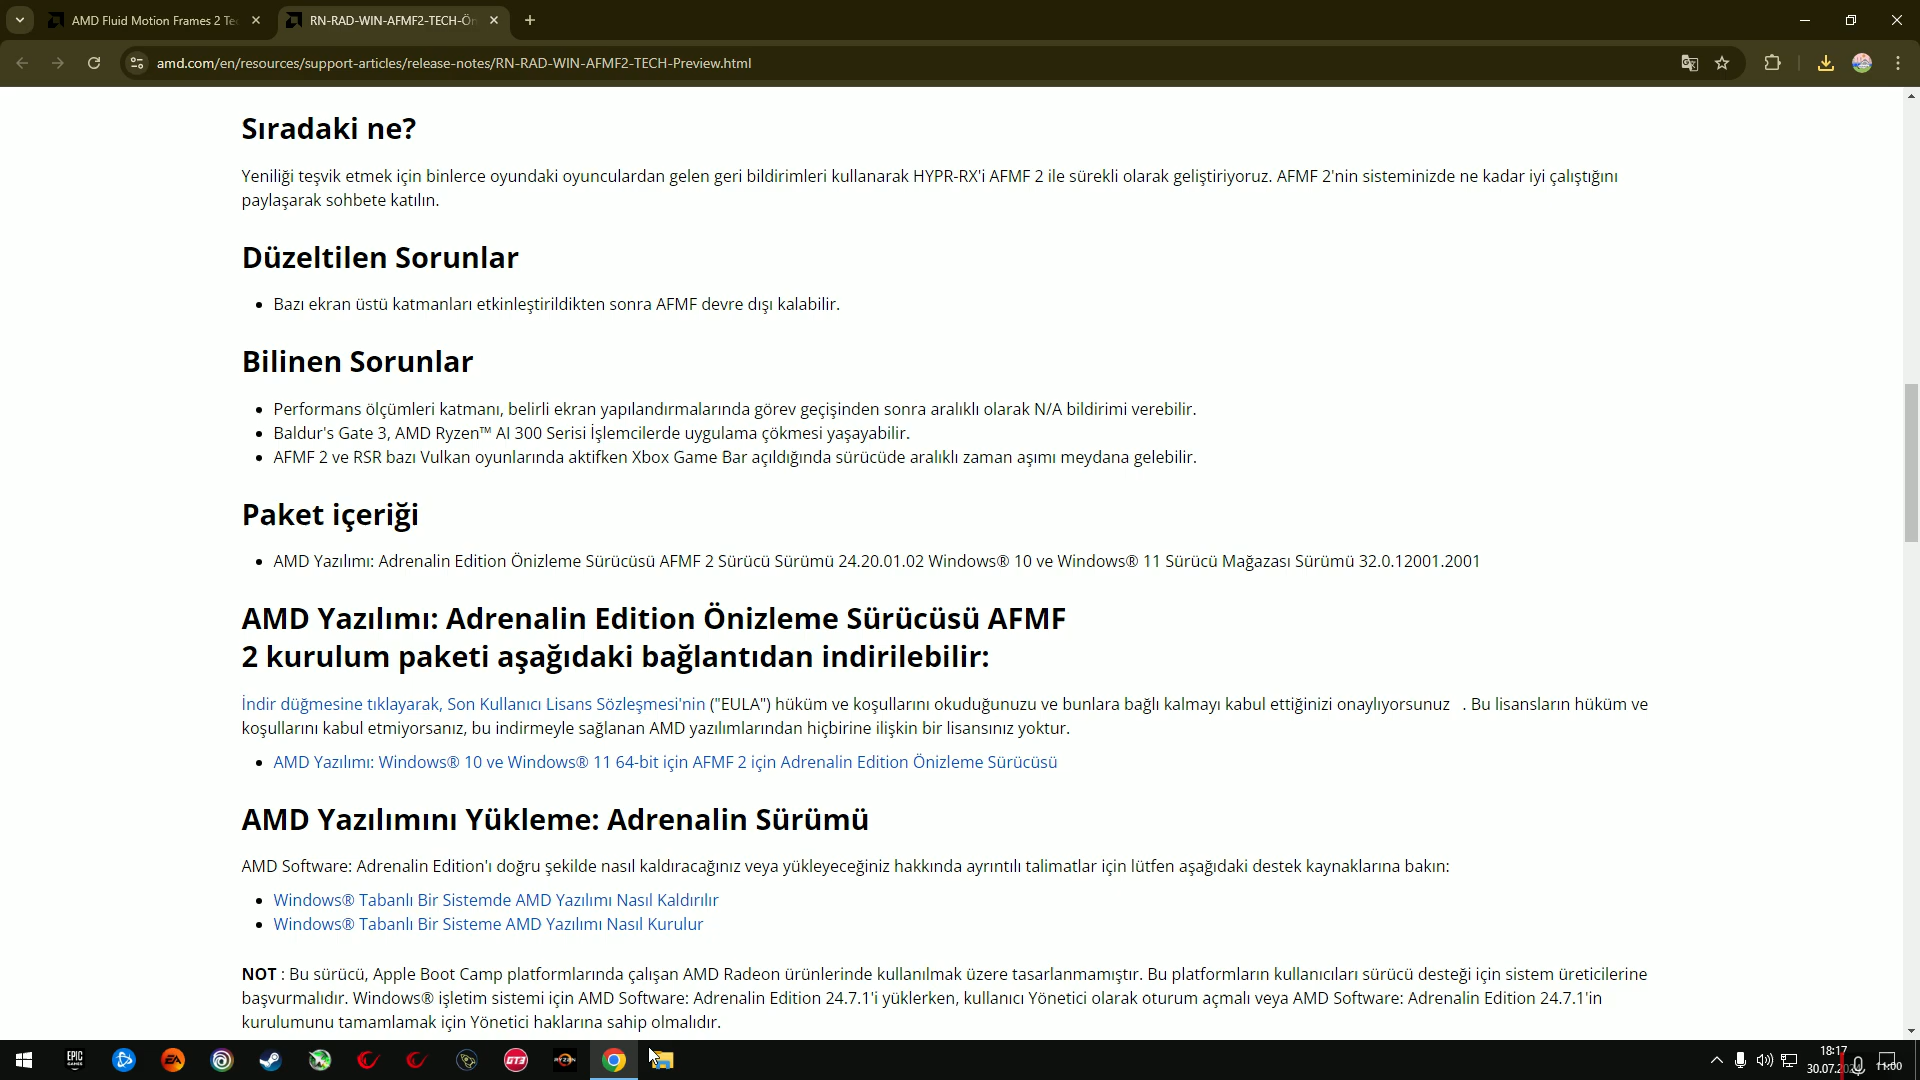 AMD Fluid Motion Frames 2 Te
RN-RAD-WIN-AFMF2-TECH-Ön
amd.com/en/resources/support-articles/release-notes/RN-RAD-WIN-AFMF2-TECH-Preview.html
Sıradaki ne?
Yeniliği teşvik etmek için binlerce oyundaki oyunculardan gelen geri bildirimleri kullanarak HYPR-RX'i AFMF 2 ile sürekli olarak geliştiriyoruz. AFMF 2'nin sisteminizde ne kadar iyi çalıştığını
paylaşarak sohbete katılın.
Düzeltilen Sorunlar
• Bazı ekran üstü katmanları etkinleştirildikten sonra AFMF devre dışı kalabilir.
Bilinen Sorunlar
• Performans ölçümleri katmanı, belirli ekran yapılandırmalarında görev geçişinden sonra aralıklı olarak N/A bildirimi verebilir.
• Baldur's Gate 3, AMD Ryzen™ AI 300 Serisi İşlemcilerde uygulama çökmesi yaşayabilir.
• AFMF 2 ve RSR bazı Vulkan oyunlarında aktifken Xbox Game Bar açıldığında sürücüde aralıklı zaman aşımı meydana gelebilir.
Paket içeriği
• AMD Yazılımı: Adrenalin Edition Önizleme Sürücüsü AFMF 2 Sürücü Sürümü 24.20.01.02 Windows® 10 ve Windows® 11 Sürücü Mağazası Sürümü 32.0.12001.2001
AMD Yazılımı: Adrenalin Edition Önizleme Sürücüsü AFMF
2 kurulum paketi aşağıdaki bağlantıdan indirilebilir:
İndir düğmesine tıklayarak, Son Kullanıcı Lisans Sözleşmesi'nin ("EULA") hüküm ve koşullarını okuduğunuzu ve bunlara bağlı kalmayı kabul ettiğinizi onaylıyorsunuz . Bu lisansların hüküm ve
koşullarını kabul etmiyorsanız, bu indirmeyle sağlanan AMD yazılımlarından hiçbirine ilişkin bir lisansınız yoktur.
• AMD Yazılımı: Windows® 10 ve Windows® 11 64-bit için AFMF 2 için Adrenalin Edition Önizleme Sürücüsü
AMD Yazılımını Yükleme: Adrenalin Sürümü
AMD Software: Adrenalin Edition'ı doğru şekilde nasıl kaldıracağınız veya yükleyeceğiniz hakkında ayrıntılı talimatlar için lütfen aşağıdaki destek kaynaklarına bakın:
• Windows® Tabanlı Bir Sistemde AMD Yazılımı Nasıl Kaldırılır
• Windows® Tabanlı Bir Sisteme AMD Yazılımı Nasıl Kurulur
NOT : Bu sürücü, Apple Boot Camp platformlarında çalışan AMD Radeon ürünlerinde kullanılmak üzere tasarlanmamıştır. Bu platformların kullanıcıları sürücü desteği için sistem üreticilerine
başvurmalıdır. Windows® işletim sistemi için AMD Software: Adrenalin Edition 24.7.1'i yüklerken, kullanıcı Yönetici olarak oturum açmalı veya AMD Software: Adrenalin Edition 24.7.1'in
kurulumunu tamamlamak için Yönetici haklarına sahip olmalıdır.
EPIC GAMES
EA
GT3
RYZEN
18:17
30.07.2
11:00